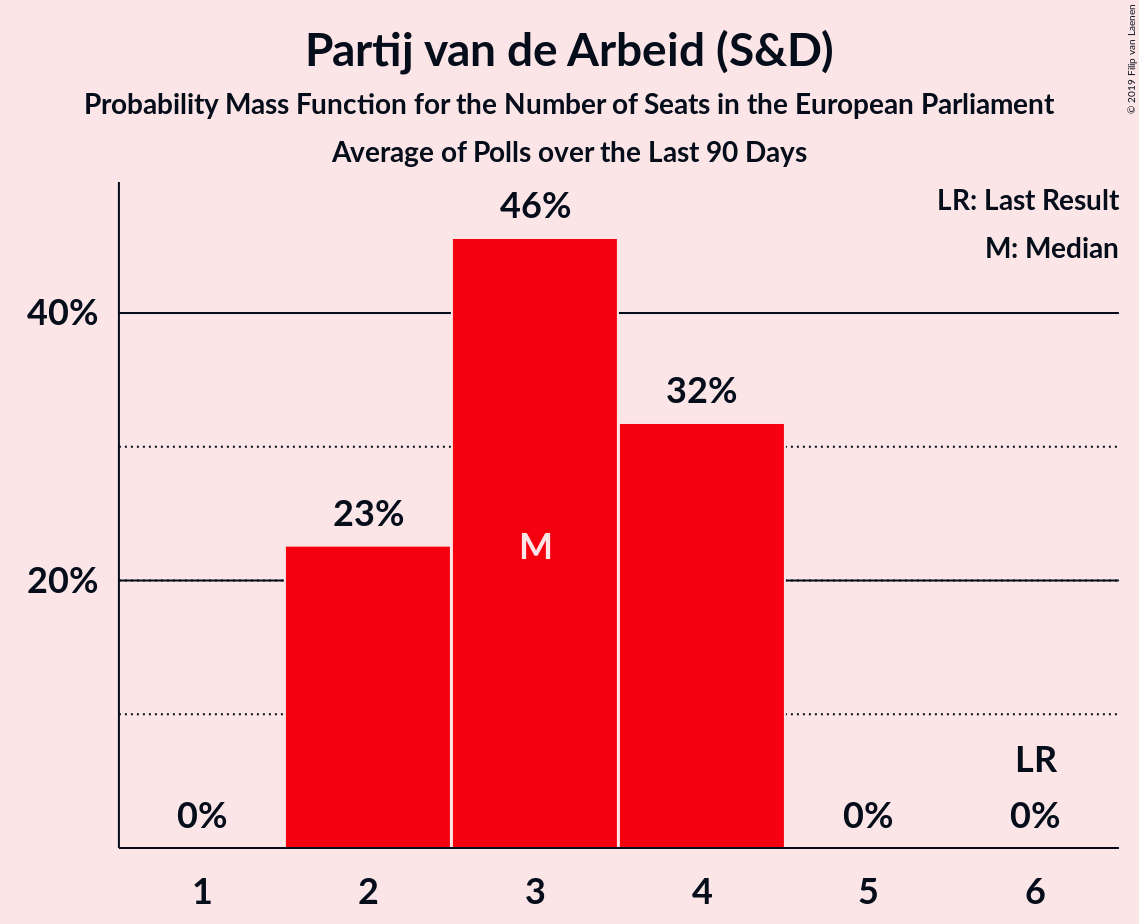 Partij van de Arbeid (S&D)
Probability Mass Function for the Number of Seats in the European Parliament
Average of Polls over the Last 90 Days
© 2019 Filip van Laenen
LR: Last Result
M: Median
46%
40%
32%
23%
M
20%
LR
0%
0%
0%
1
2
3
4
5
6